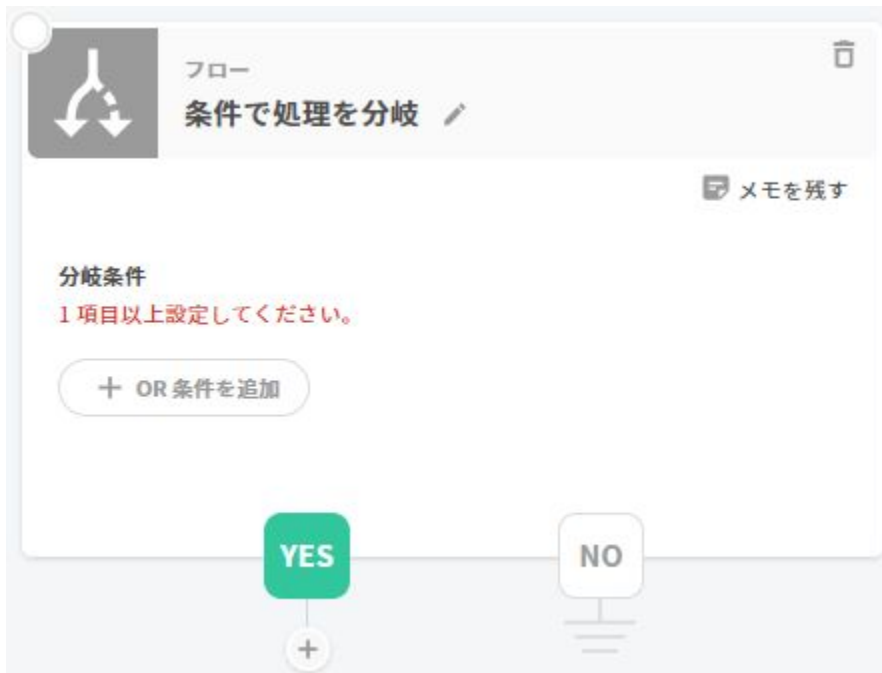 フロー
条件で処理を分岐
メモを残す
分岐条件
1 項目以上設定してください。
+ OR 条件を追加
YES
NO
+